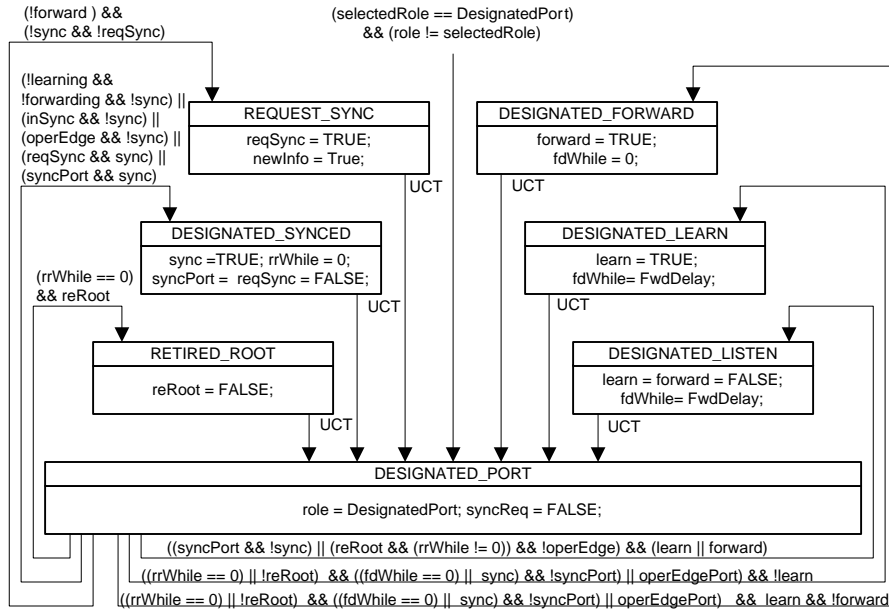 (!forward ) &&
(!sync && !reqSync)
(selectedRole == DesignatedPort)
&& (role != selectedRole)
(!learning &&
!forwarding && !sync) ||
(inSync && !sync) ||
(operEdge && !sync) ||
(reqSync && sync) ||
(syncPort && sync)
REQUEST_SYNC
reqSync = TRUE;
newInfo = True;
UCT
DESIGNATED_FORWARD
forward = TRUE;
fdWhile = 0;
UCT
DESIGNATED_SYNCED
sync =TRUE; rrWhile = 0;
syncPort = reqSync = FALSE;
UCT
DESIGNATED_LEARN
learn = TRUE;
fdWhile= FwdDelay;
UCT
(rrWhile == 0)
&& reRoot
RETIRED_ROOT
reRoot = FALSE;
UCT
DESIGNATED_LISTEN
learn = forward = FALSE;
fdWhile= FwdDelay;
UCT
DESIGNATED_PORT
role = DesignatedPort; syncReq = FALSE;
((syncPort && !sync) || (reRoot && (rrWhile != 0)) && !operEdge) && (learn || forward)
((rrWhile == 0) || !reRoot) && ((fdWhile == 0) || sync) && !syncPort) || operEdgePort) && !learn
((rrWhile == 0) || !reRoot) && ((fdWhile == 0) || sync) && !syncPort) || operEdgePort) && learn && !forward